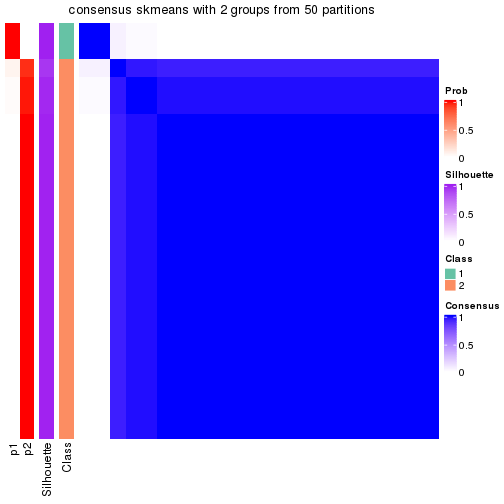 consensus skmeans with 2 groups from 50 partitions
Prob
1
0.5
0
Silhouette
1
0.5
0
Class
1
2
Consensus
1
0.5
0
p1
p2
Silhouette
Class